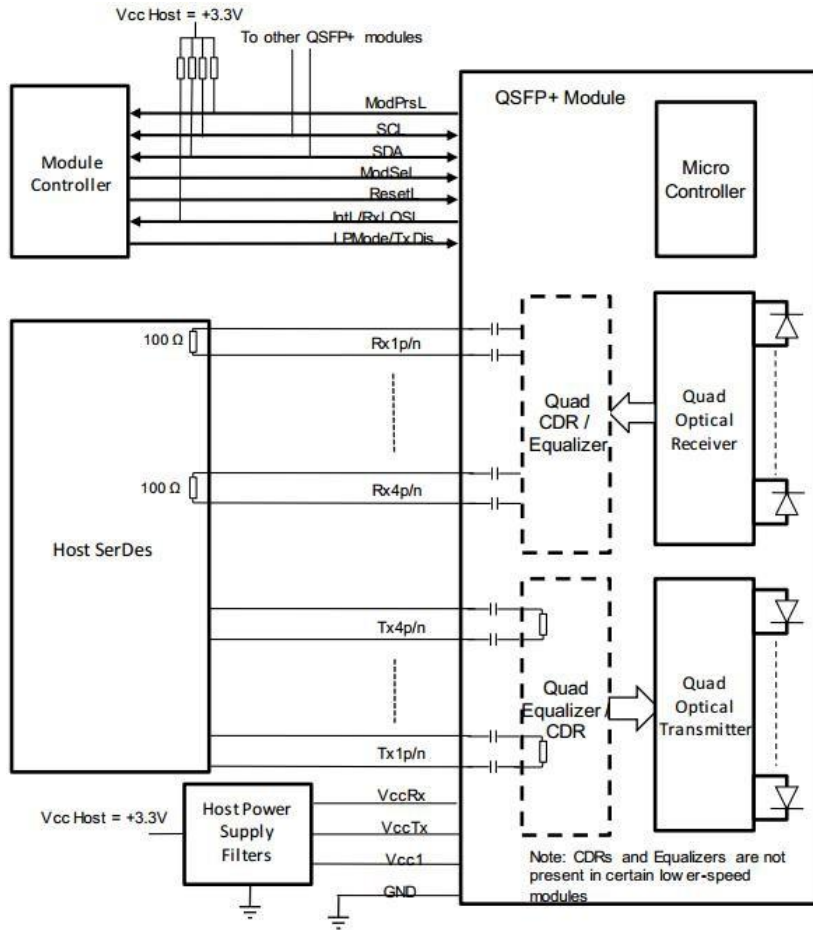 Vcc Host = +3.3V
To other QSFP+ modules
ModPrsL
SCL
SDA
ModSeL
ResetL
IntL/RxLOSL
LPMode/TxDis
Module
Controller
QSFP+ Module
Micro
Controller
100 Ω
Rx1p/n
100 Ω
Rx4p/n
Host SerDes
Quad
CDR /
Equalizer
Quad
Optical
Receiver
Tx4p/n
Tx1p/n
Quad
Equalizer /
CDR
Quad
Optical
Transmitter
Vcc Host = +3.3V
Host Power
Supply
Filters
VccRx
VccTx
Vcc1
GND
Note: CDRs and Equalizers are not
present in certain lower-speed
modules